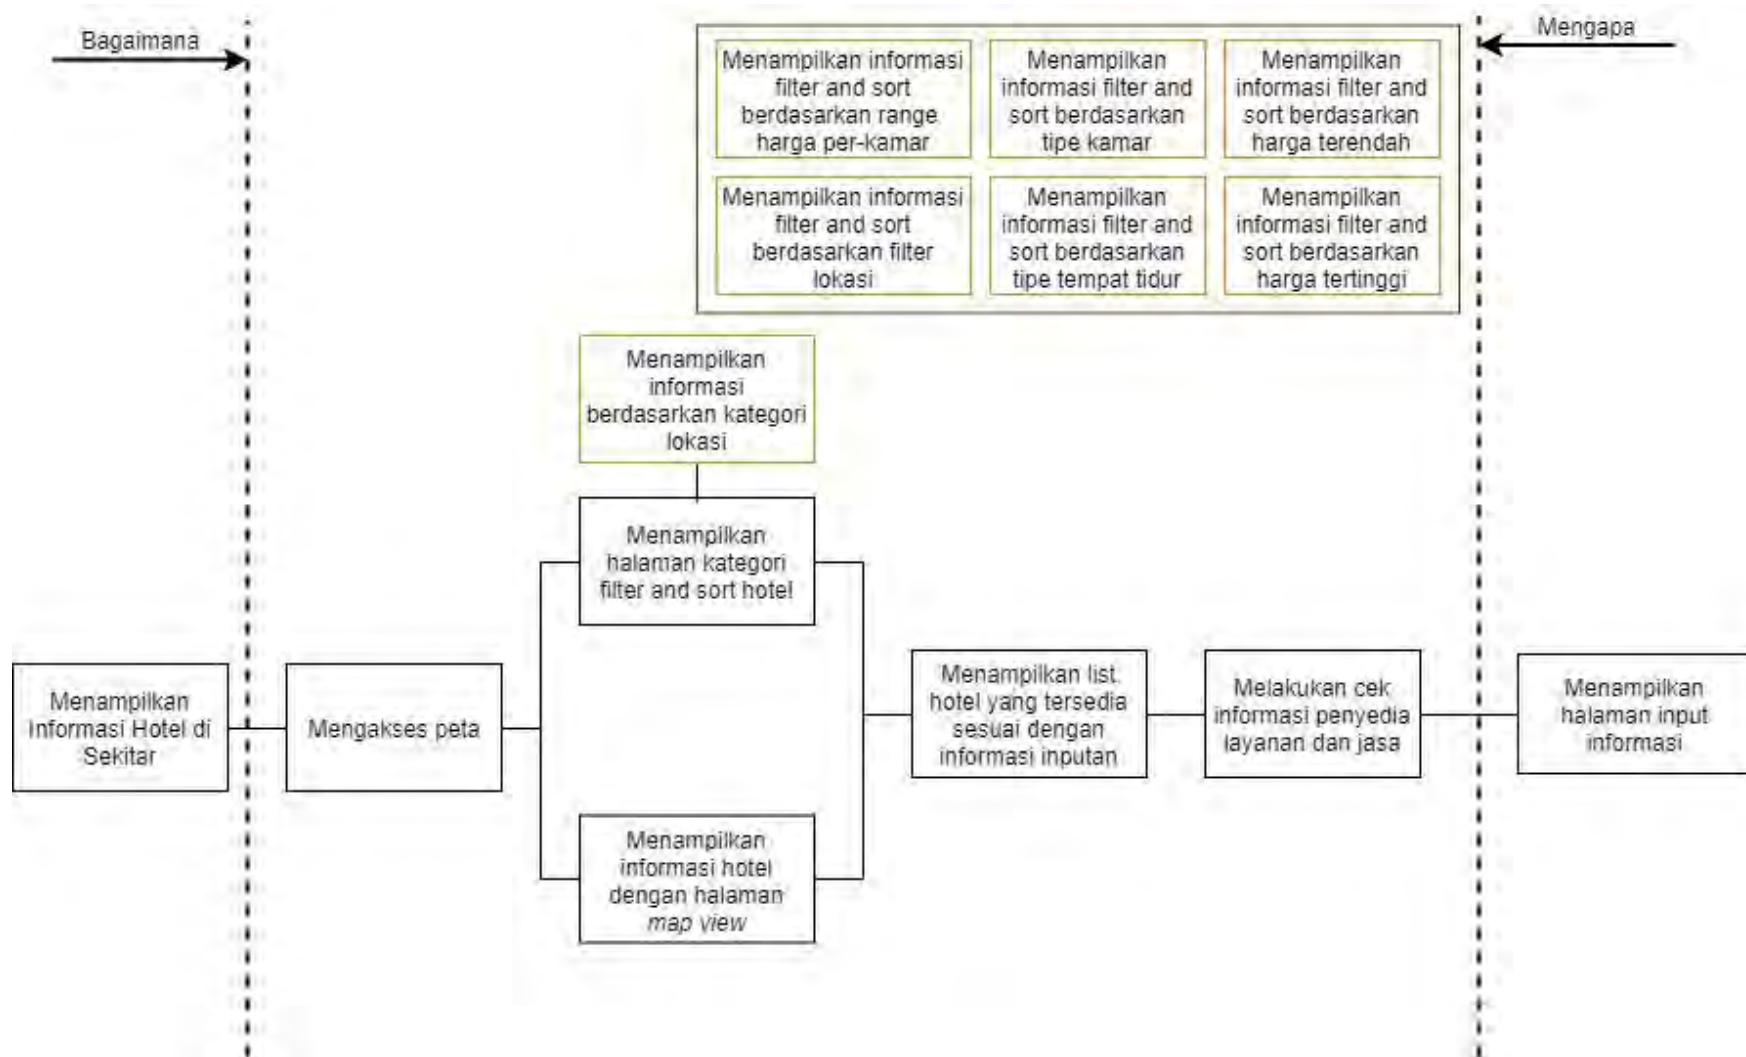 Bagaimana
Mengapa
Menampilkan informasi
filter and sort
berdasarkan range
harga per-kamar
Menampilkan
informasi filter and
sort berdasarkan
tipe kamar
Menampilkan
informasi filter and
sort berdasarkan
harga terendah
Menampilkan informasi
filter and sort
berdasarkan filter
lokasi
Menampilkan
informasi filter and
sort berdasarkan
tipe tempat tidur
Menampilkan
informasi filter and
sort berdasarkan
harga tertinggi
Menampilkan
informasi
berdasarkan kategori
lokasi
Menampilkan
halaman kategori
filter and sort hotel
Menampilkan
Informasi Hotel di
Sekitar
Mengakses peta
Menampilkan list
hotel yang tersedia
sesuai dengan
informasi inputan
Melakukan cek
informasi penyedia
layanan dan jasa
Menampilkan
halaman input
informasi
Menampilkan
informasi hotel
dengan halaman
map view